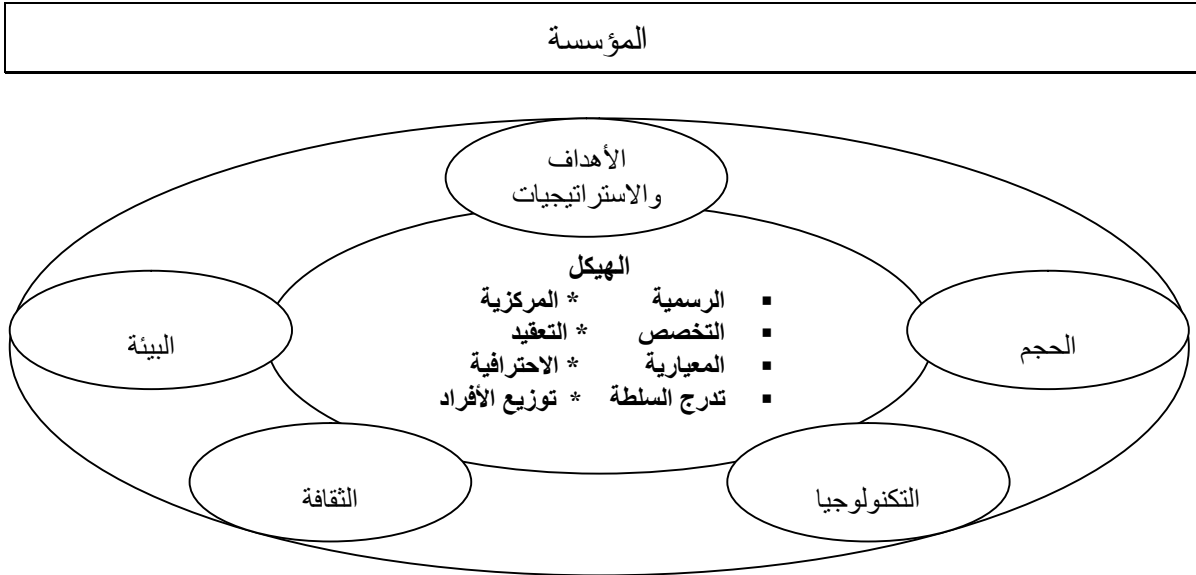 المؤسسة
الأهداف
والاستراتيجيات
الهيكل
▪ الرسمية * المركزية
▪ التخصص * التعقيد
▪ المعيارية * الاحترافية
▪ تدرج السلطة * توزيع الأفراد
الحجم
البيئة
التكنولوجيا
الثقافة